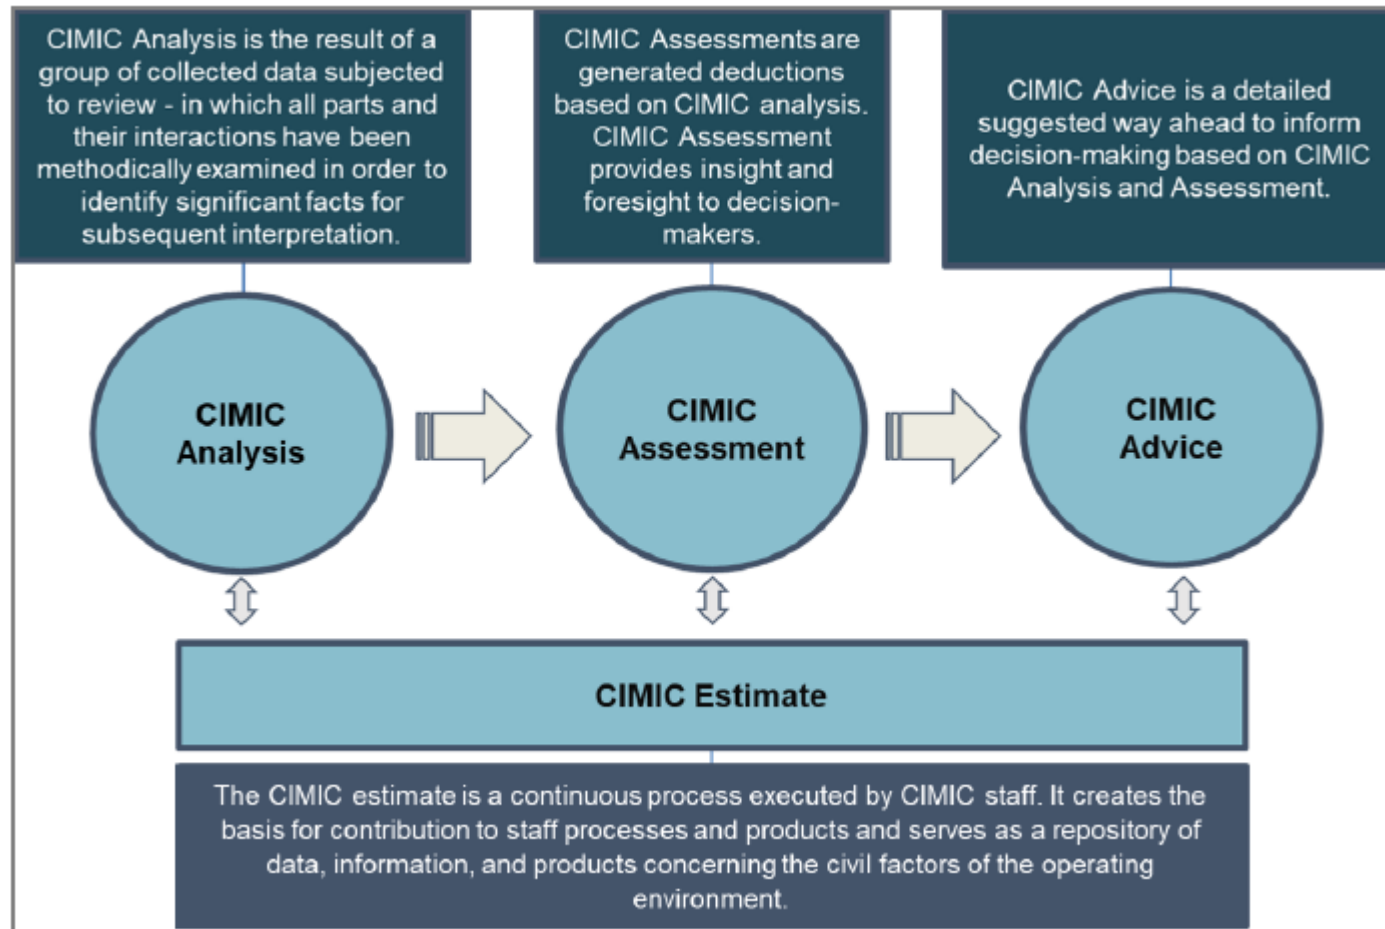 CIMIC Analysis is the result of a
group of collected data subjected
to review - in which all parts and
their interactions have been
methodically examined in order to
identify significant facts for
subsequent interpretation.
CIMIC Assessments are
generated deductions
based on CIMIC analysis.
CIMIC Assessment
provides insight and
foresight to decision-
makers.
CIMIC Advice is a detailed
suggested way ahead to inform
decision-making based on CIMIC
Analysis and Assessment.
CIMIC
Analysis
CIMIC
Assessment
CIMIC
Advice
CIMIC Estimate
The CIMIC estimate is a continuous process executed by CIMIC staff. It creates the
basis for contribution to staff processes and products and serves as a repository of
data, information, and products concerning the civil factors of the operating
environment.